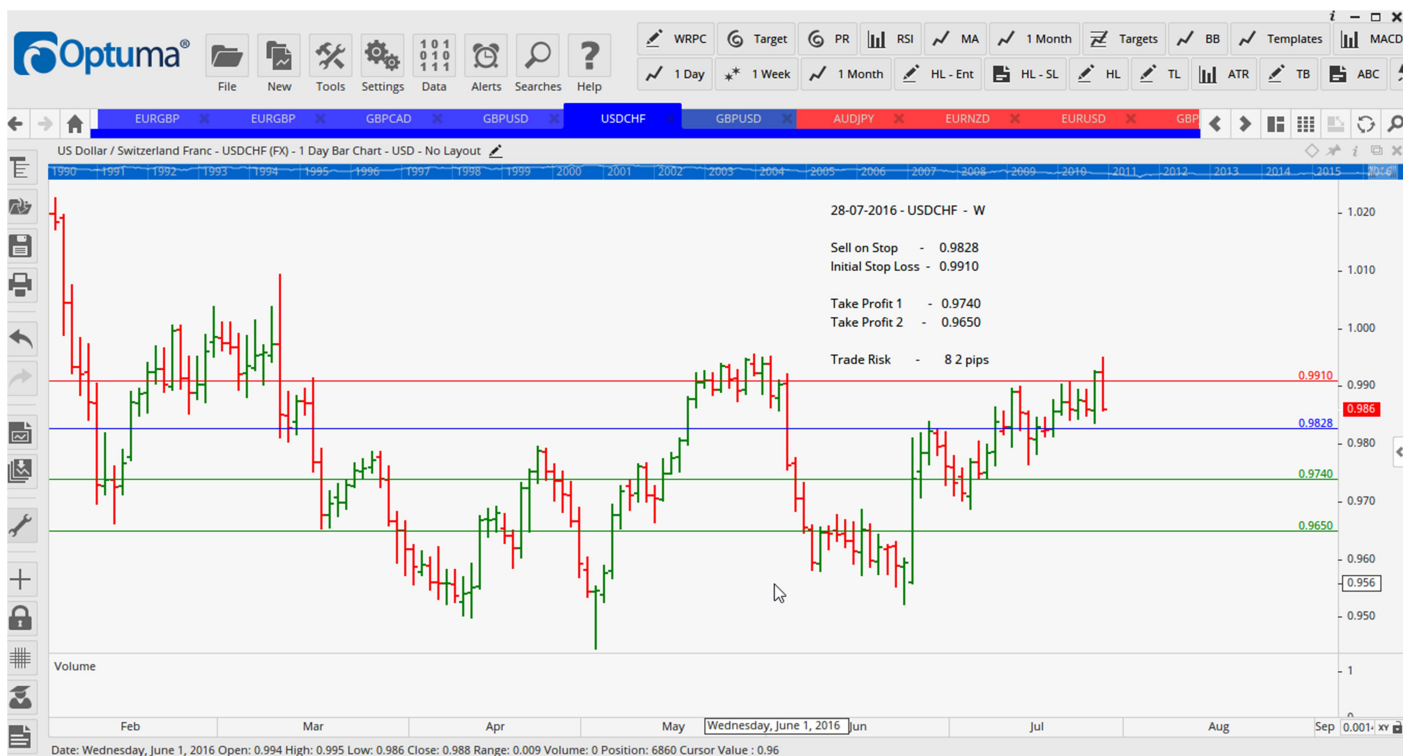 i
Optuma®
File New Tools Settings Data Alerts Searches Help
101
010
111
WRPC Target PR RSI MA 1 Month Targets BB Templates MACD
1 Day 1 Week 1 Month HL - Ent HL - SL HL TL ATR TB ABC
EURGBP EURGBP GBPCAD GBPUSD USDCHF GBPUSD AUDJPY EURNZD EURUSD GBP
US Dollar / Switzerland Franc - USDCHF (FX) - 1 Day Bar Chart - USD - No Layout
1990 1991 1992 1993 1994 1995 1996 1997 1998 1999 2000 2001 2002 2003 2004 2005 2006 2007 2008 2009 2010 2011 2012 2013 2014 2015 2016
28-07-2016 - USDCHF - W
Sell on Stop - 0.9828
Initial Stop Loss - 0.9910
Take Profit 1 - 0.9740
Take Profit 2 - 0.9650
Trade Risk - 8 2 pips
1.020
1.010
1.000
0.9910
0.990
0.986
0.9828
0.980
0.9740
0.970
0.9650
0.960
0.956
0.950
Volume
1
0
Feb Mar Apr May Wednesday, June 1, 2016 Jun Jul Aug Sep 0.001 XY
Date: Wednesday, June 1, 2016 Open: 0.994 High: 0.995 Low: 0.986 Close: 0.988 Range: 0.009 Volume: 0 Position: 6860 Cursor Value : 0.96